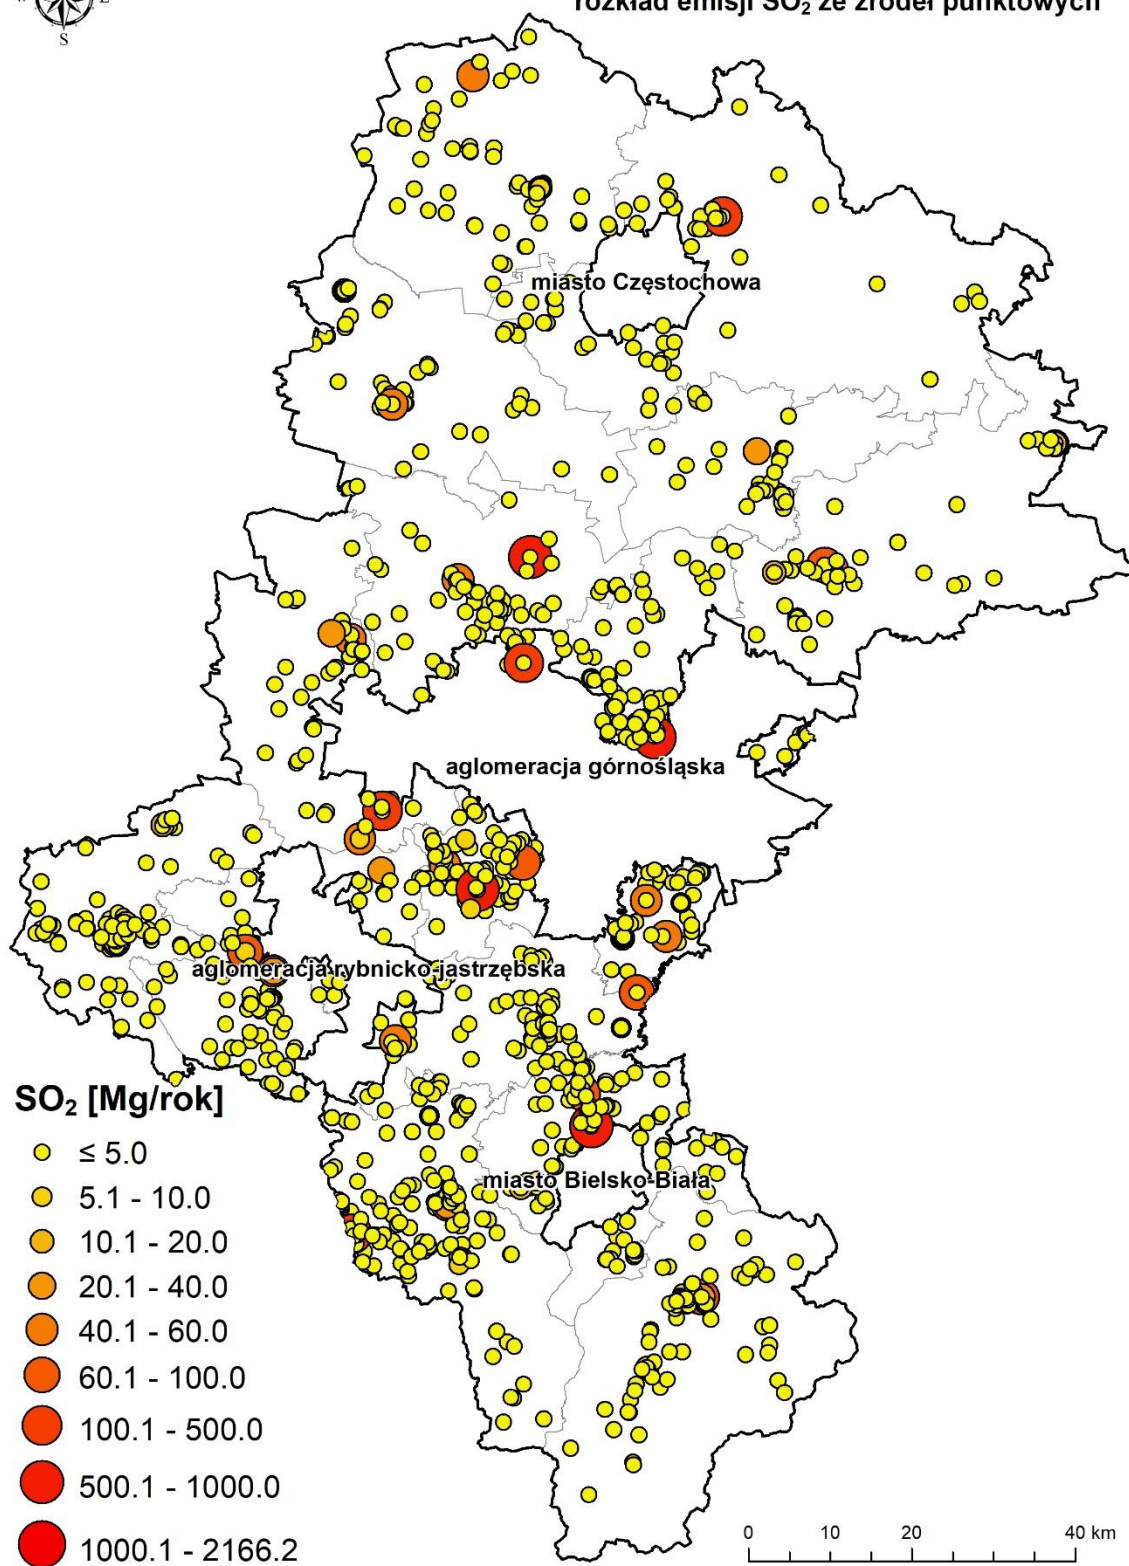 W E
S
rozkład emisji SO₂ ze źródeł punktowych
miasto Częstochowa
aglomeracja górnośląska
aglomeracja rybnicko-jastrzębska
miasto Bielsko-Biała
SO₂ [Mg/rok]
≤ 5.0
5.1 - 10.0
10.1 - 20.0
20.1 - 40.0
40.1 - 60.0
60.1 - 100.0
100.1 - 500.0
500.1 - 1000.0
1000.1 - 2166.2
0 10 20 40 km